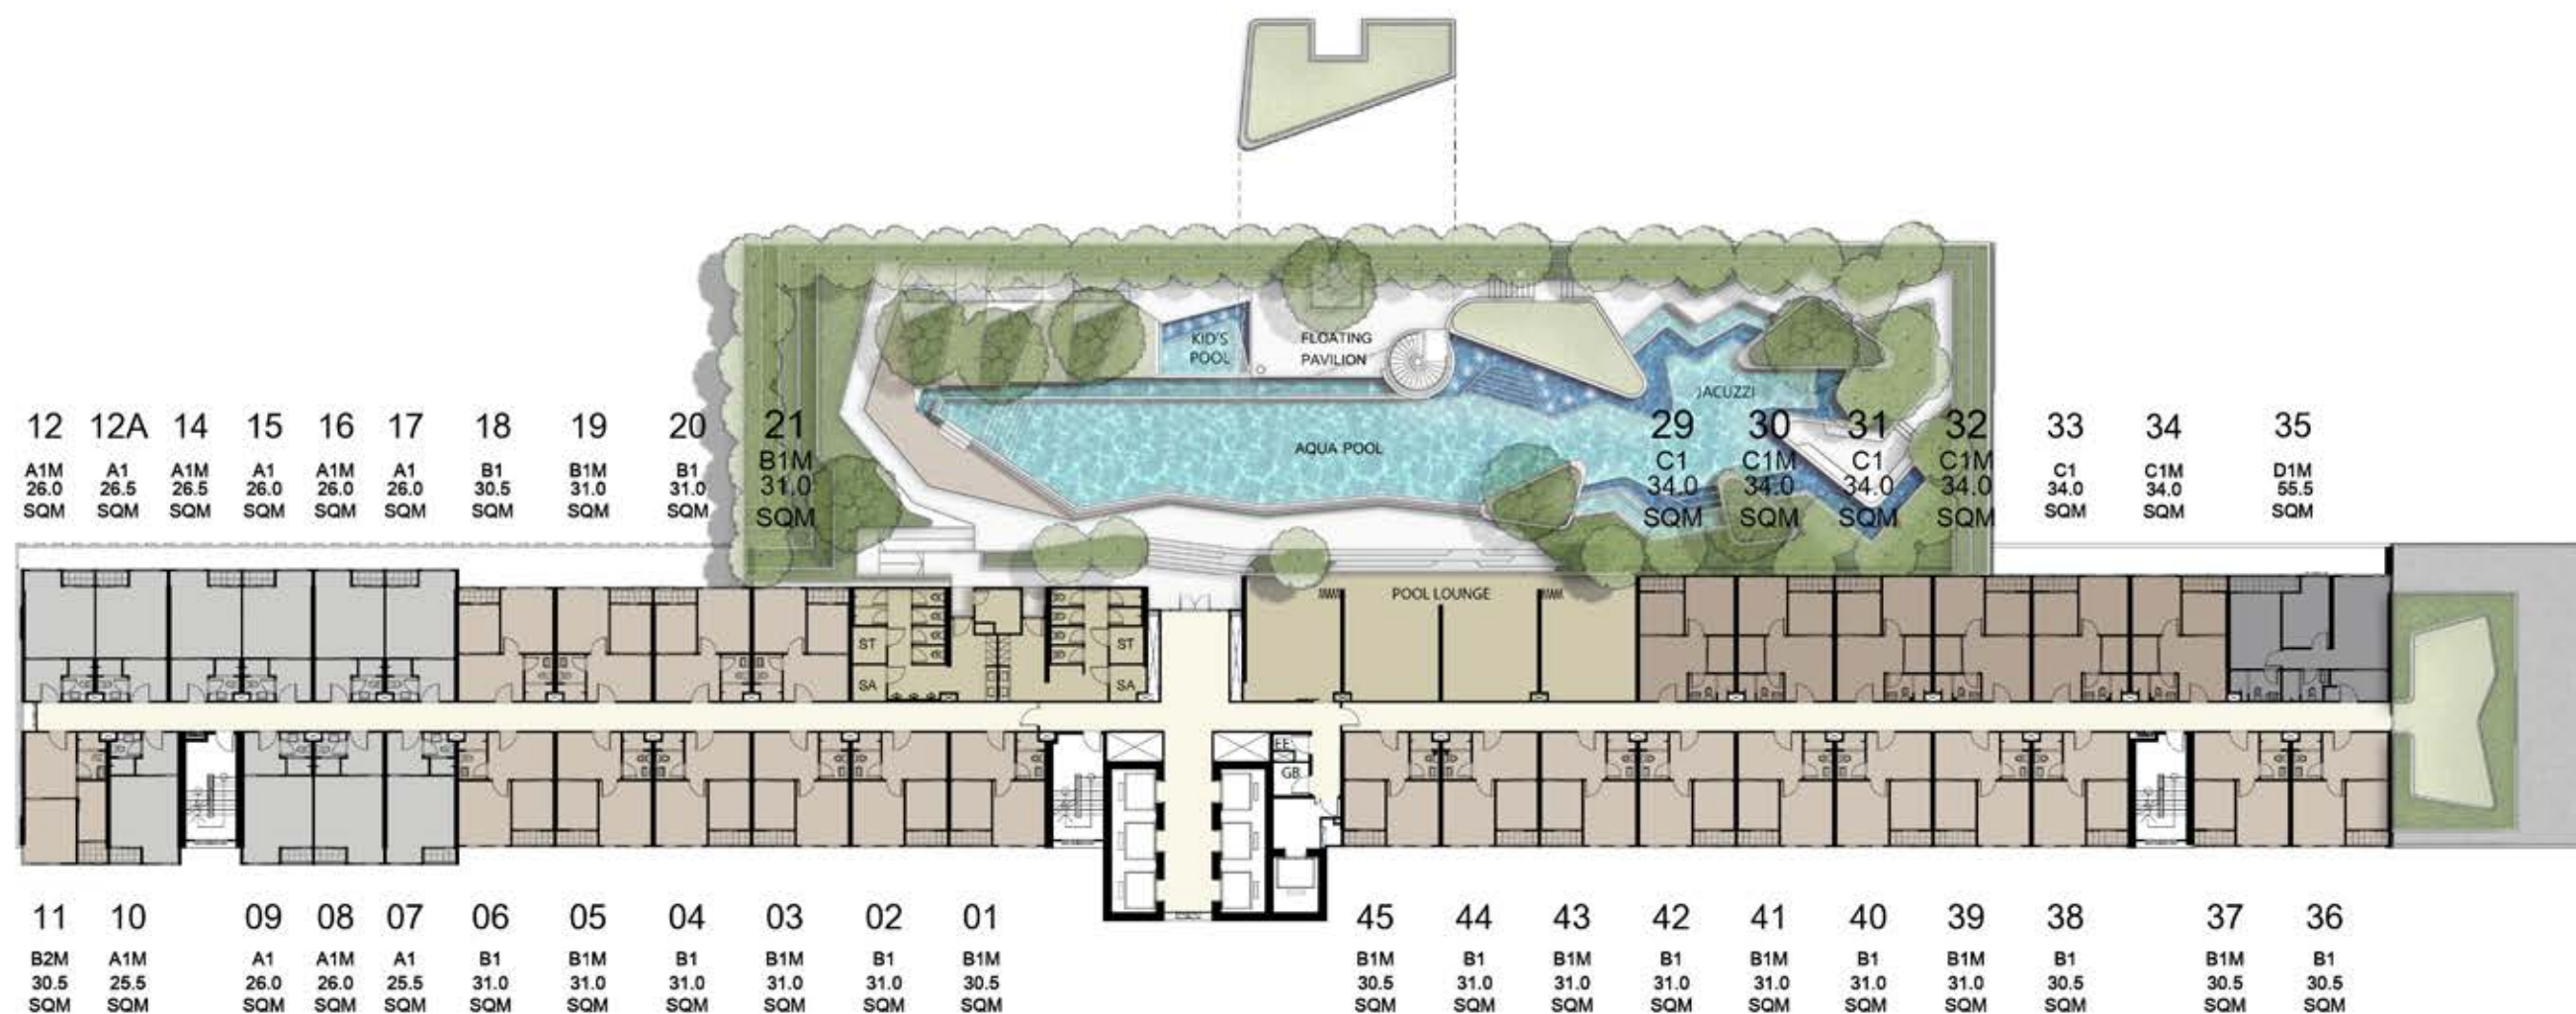 KID'S
POOL
FLOATING
PAVILION
JACUZZI
AQUA POOL
12 12A 14 15 16 17 18 19 20 21 29 30 31 32 33 34 35
A1M A1 A1M A1 A1M A1 B1 B1M B1 B1M C1 C1M C1 C1M C1 C1M D1M
26.0 26.5 26.5 26.0 26.0 26.0 30.5 31.0 31.0 31.0 34.0 34.0 34.0 34.0 34.0 34.0 55.5
SQM SQM SQM SQM SQM SQM SQM SQM SQM SQM SQM SQM SQM SQM SQM SQM SQM
POOL LOUNGE
ST ST
SA SA
EE
GB
11 10 09 08 07 06 05 04 03 02 01 45 44 43 42 41 40 39 38 37 36
B2M A1M A1 A1M A1 B1 B1M B1 B1M B1 B1M B1M B1 B1M B1 B1M B1 B1M B1 B1M B1
30.5 25.5 26.0 26.0 25.5 31.0 31.0 31.0 31.0 31.0 30.5 30.5 31.0 31.0 31.0 31.0 31.0 31.0 30.5 30.5 30.5
SQM SQM SQM SQM SQM SQM SQM SQM SQM SQM SQM SQM SQM SQM SQM SQM SQM SQM SQM SQM SQM